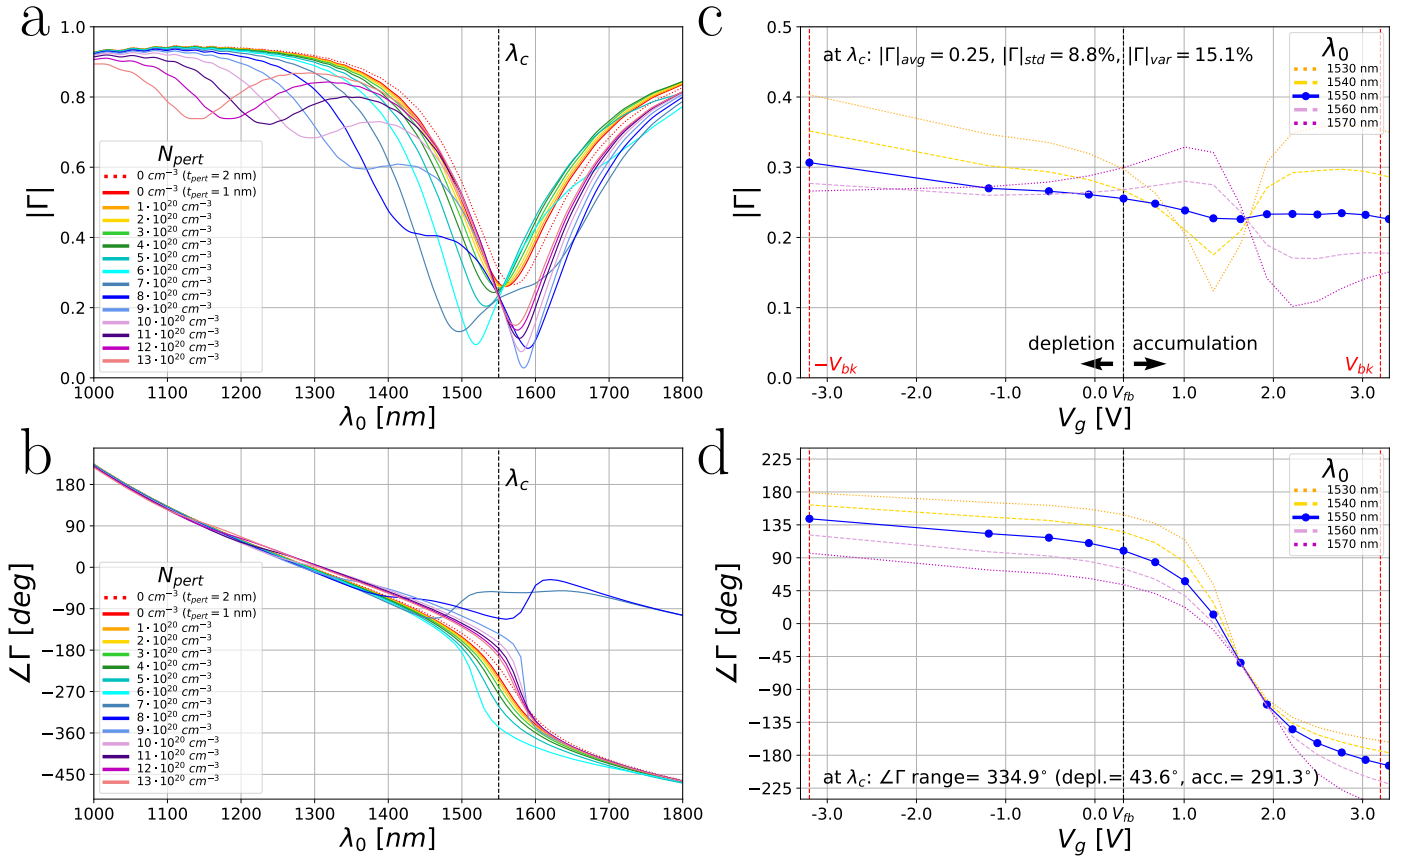 a
1.0
0.8
0.6
0.4
0.2
0.0
|Γ|
λc
Npert
0 cm⁻³ (tpert = 2 nm)
0 cm⁻³ (tpert = 1 nm)
1·10²⁰ cm⁻³
2·10²⁰ cm⁻³
3·10²⁰ cm⁻³
4·10²⁰ cm⁻³
5·10²⁰ cm⁻³
6·10²⁰ cm⁻³
7·10²⁰ cm⁻³
8·10²⁰ cm⁻³
9·10²⁰ cm⁻³
10·10²⁰ cm⁻³
11·10²⁰ cm⁻³
12·10²⁰ cm⁻³
13·10²⁰ cm⁻³
1000 1100 1200 1300 1400 1500 1600 1700 1800
λ₀ [nm]
c
0.5
0.4
0.3
0.2
0.1
0.0
|Γ|
at λc: |Γ|avg = 0.25, |Γ|std = 8.8%, |Γ|var = 15.1%
λ₀
1530 nm
1540 nm
1550 nm
1560 nm
1570 nm
depletion
accumulation
−Vbk
Vbk
-3.0 -2.0 -1.0 0.0 Vfb 1.0 2.0 3.0
Vg [V]
b
180
90
0
−90
−180
−270
−360
−450
∠Γ [deg]
λc
Npert
0 cm⁻³ (tpert = 2 nm)
0 cm⁻³ (tpert = 1 nm)
1·10²⁰ cm⁻³
2·10²⁰ cm⁻³
3·10²⁰ cm⁻³
4·10²⁰ cm⁻³
5·10²⁰ cm⁻³
6·10²⁰ cm⁻³
7·10²⁰ cm⁻³
8·10²⁰ cm⁻³
9·10²⁰ cm⁻³
10·10²⁰ cm⁻³
11·10²⁰ cm⁻³
12·10²⁰ cm⁻³
13·10²⁰ cm⁻³
1000 1100 1200 1300 1400 1500 1600 1700 1800
λ₀ [nm]
d
225
180
135
90
45
0
−45
−90
−135
−180
−225
∠Γ [deg]
λ₀
1530 nm
1540 nm
1550 nm
1560 nm
1570 nm
at λc: ∠Γ range= 334.9° (depl.= 43.6°, acc.= 291.3°)
-3.0 -2.0 -1.0 0.0 Vfb 1.0 2.0 3.0
Vg [V]